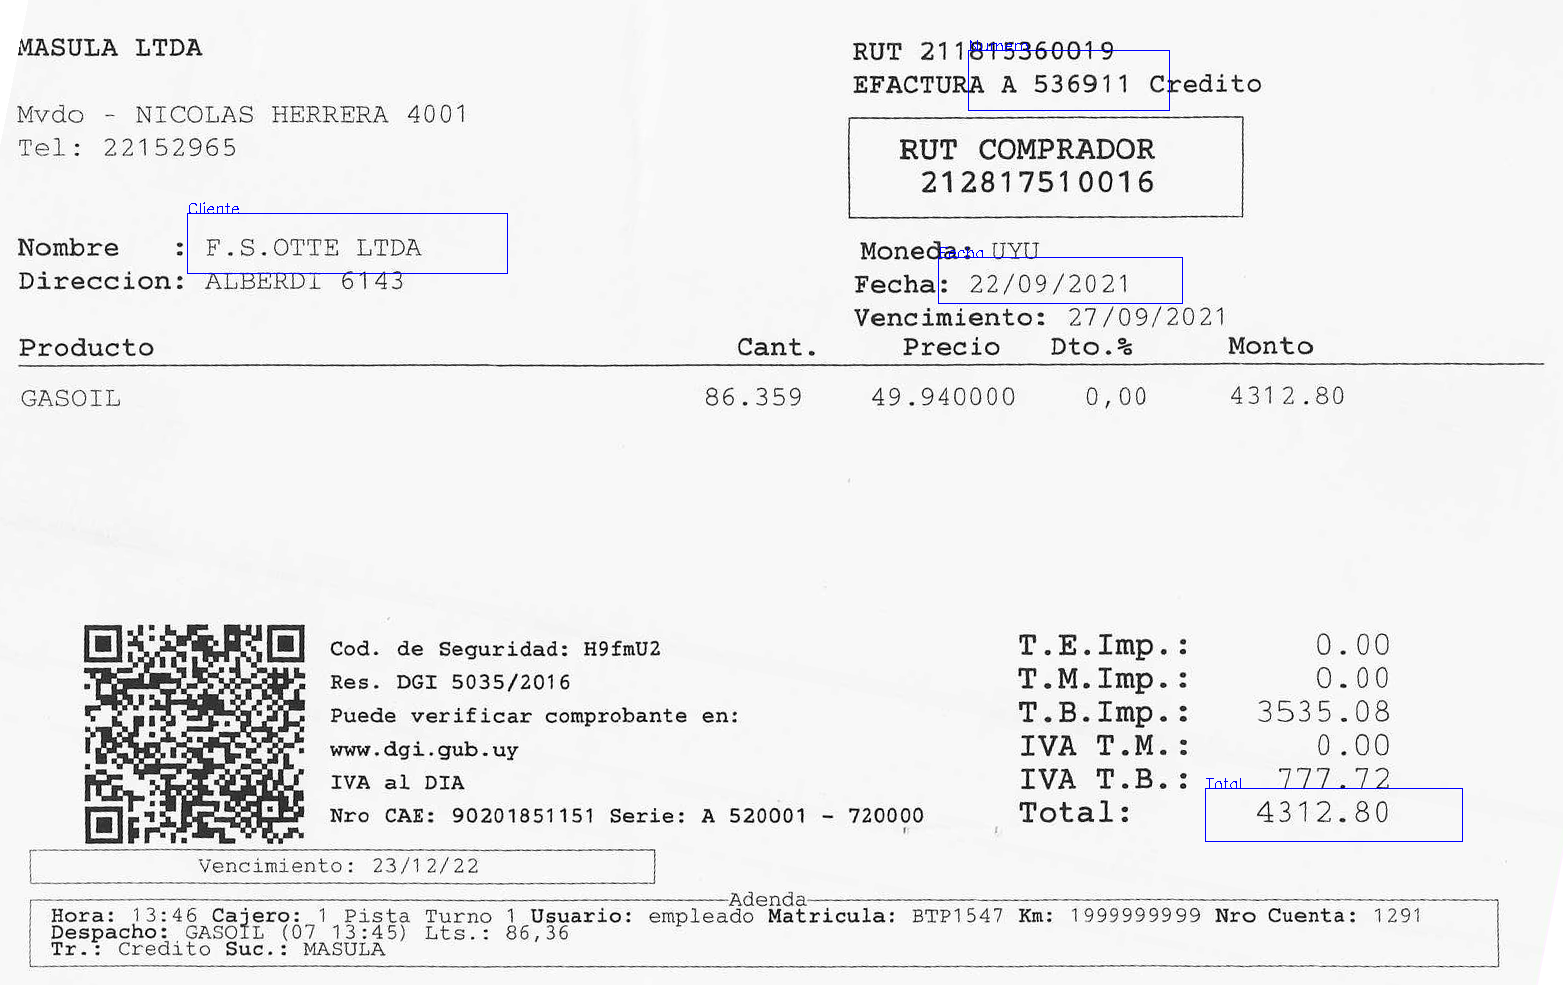 MASULA LTDA
RUT 211815360019
Numero
EFACTURA A 536911 Credito
Mvdo - NICOLAS HERRERA 4001
Tel: 22152965
RUT COMPRADOR
212817510016
Cliente
Nombre : F.S.OTTE LTDA
Direccion: ALBERDI 6143
Moneda: UYU
Fecha
Fecha: 22/09/2021
Vencimiento: 27/09/2021
Producto Cant. Precio Dto.% Monto
GASOIL 86.359 49.940000 0,00 4312.80
Cod. de Seguridad: H9fmU2
Res. DGI 5035/2016
Puede verificar comprobante en:
www.dgi.gub.uy
IVA al DIA
Nro CAE: 90201851151 Serie: A 520001 - 720000
T.E.Imp.: 0.00
T.M.Imp.: 0.00
T.B.Imp.: 3535.08
IVA T.M.: 0.00
IVA T.B.: 777.72
Total
Total: 4312.80
Vencimiento: 23/12/22
Adenda
Hora: 13:46 Cajero: 1 Pista Turno 1 Usuario: empleado Matricula: BTP1547 Km: 1999999999 Nro Cuenta: 1291
Despacho: GASOIL (07 13:45) Lts.: 86,36
Tr.: Credito Suc.: MASULA